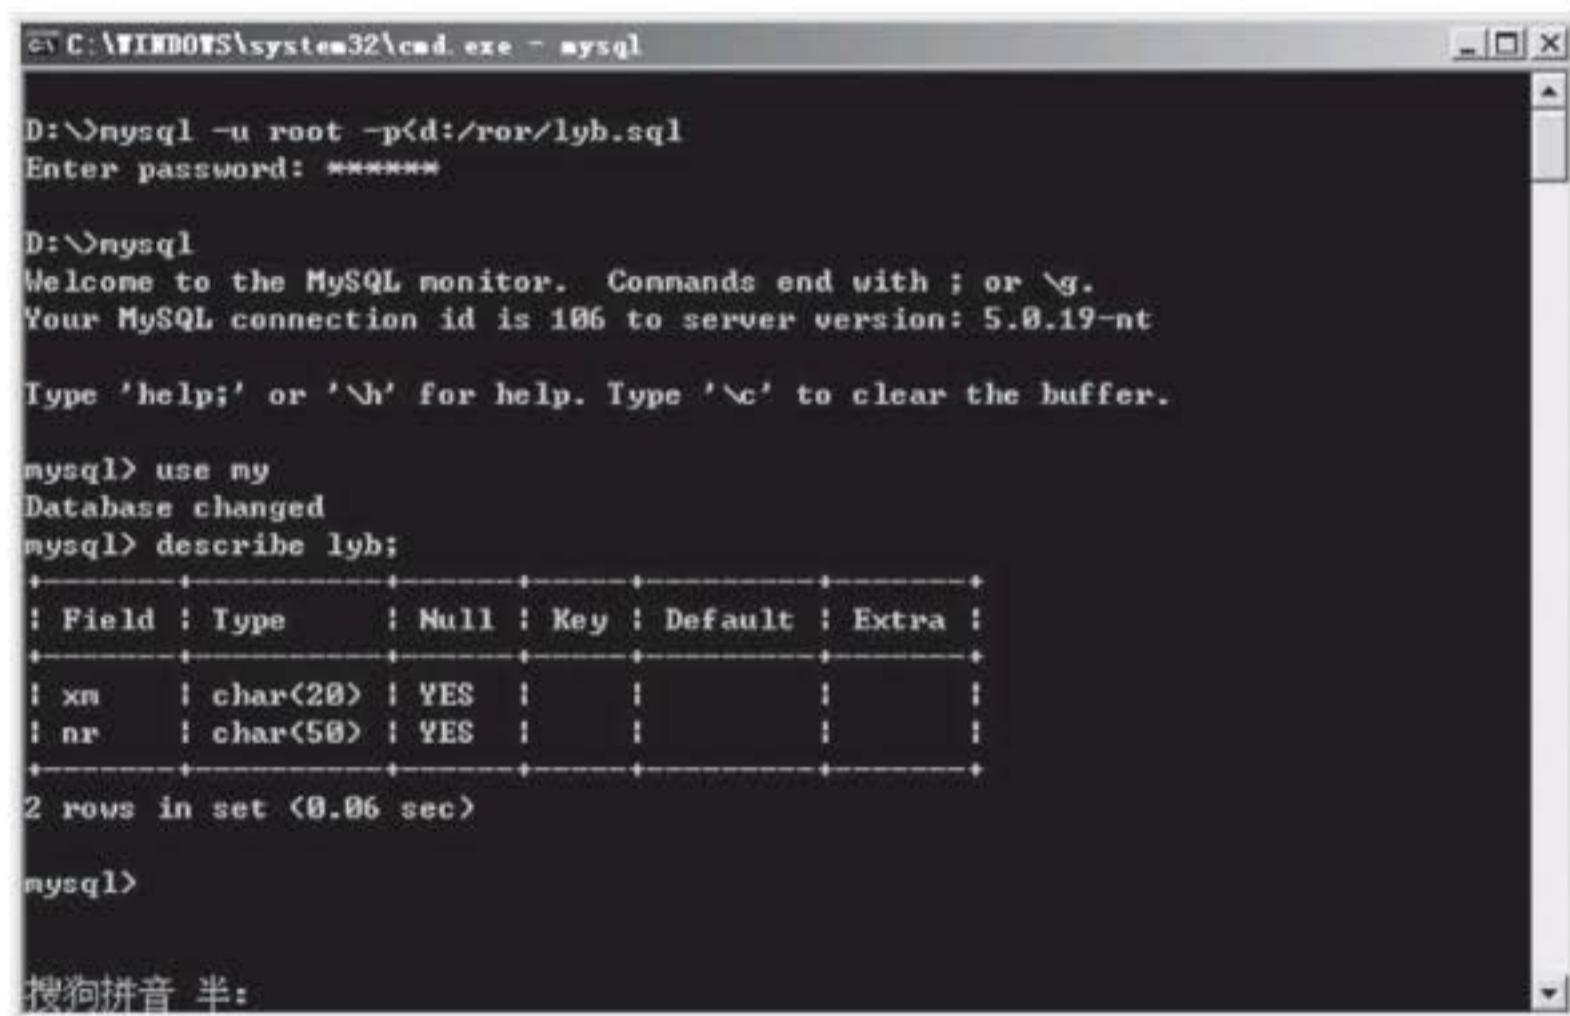 C:\WINDOWS\system32\cmd.exe - mysql
D:\>mysql -u root -p<d:/ror/lyb.sql
Enter password: ******
D:\>mysql
Welcome to the MySQL monitor.  Commands end with ; or \g.
Your MySQL connection id is 106 to server version: 5.0.19-nt
Type 'help;' or '\h' for help. Type '\c' to clear the buffer.
mysql> use my
Database changed
mysql> describe lyb;
+-------+----------+------+-----+---------+-------+
| Field | Type     | Null | Key | Default | Extra |
+-------+----------+------+-----+---------+-------+
| xm    | char(20) | YES  |     |         |       |
| nr    | char(50) | YES  |     |         |       |
+-------+----------+------+-----+---------+-------+
2 rows in set (0.06 sec)
mysql>
搜狗拼音 半: